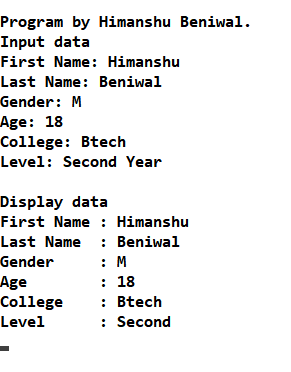 Program by Himanshu Beniwal.
Input data
First Name: Himanshu
Last Name: Beniwal
Gender: M
Age: 18
College: Btech
Level: Second Year

Display data
First Name : Himanshu
Last Name  : Beniwal
Gender     : M
Age        : 18
College    : Btech
Level      : Second